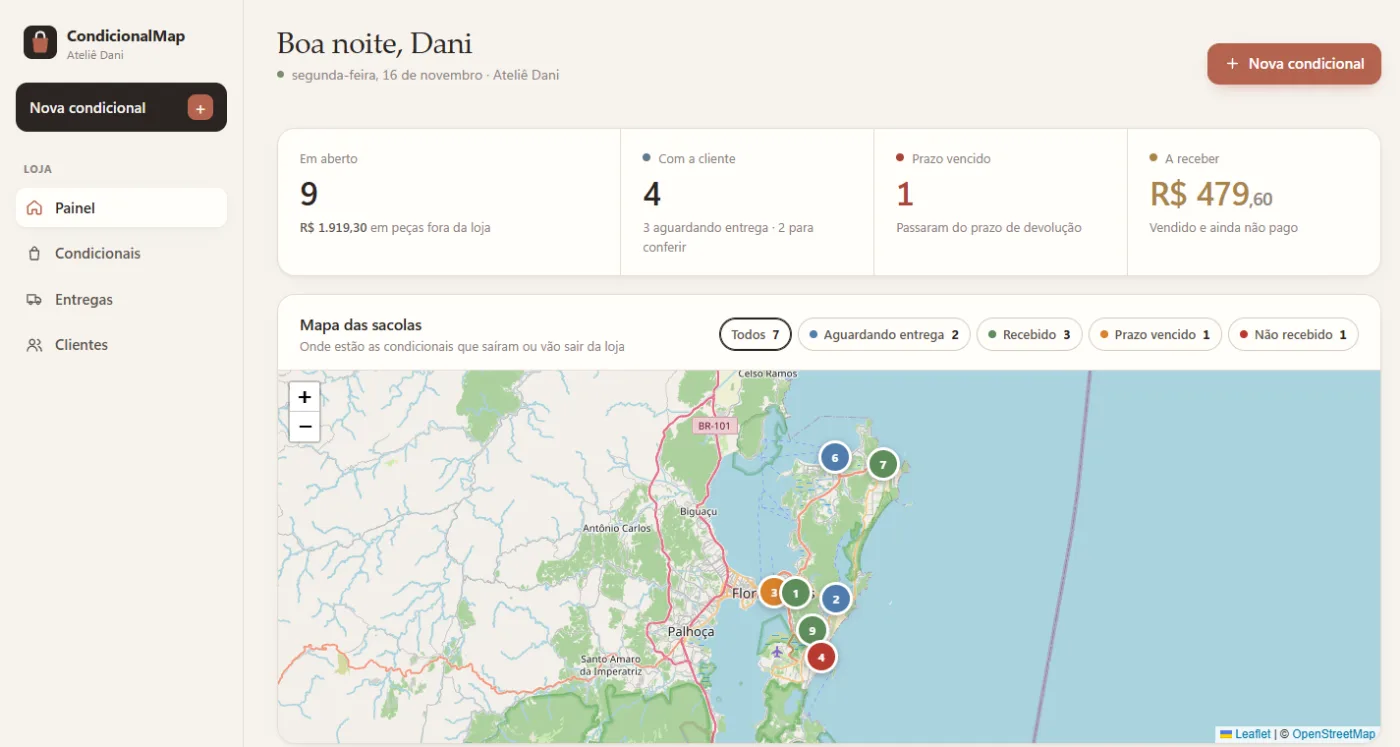 CondicionalMap
Ateliê Dani
Nova condicional +
LOJA
Painel
Condicionais
Entregas
Clientes
Boa noite, Dani
segunda-feira, 16 de novembro · Ateliê Dani
+ Nova condicional
Em aberto
9
R$ 1.919,30 em peças fora da loja
Com a cliente
4
3 aguardando entrega · 2 para
conferir
Prazo vencido
1
Passaram do prazo de devolução
A receber
R$ 479,60
Vendido e ainda não pago
Mapa das sacolas
Onde estão as condicionais que saíram ou vão sair da loja
Todos 7
Aguardando entrega 2
Recebido 3
Prazo vencido 1
Não recebido 1
+
−
Celso Ramos
BR-101
6
7
Biguaçu
Antônio Carlos
Flor
3
1
s
2
9
Palhoça
4
Santo Amaro
da Imperatriz
Leaflet | © OpenStreetMap